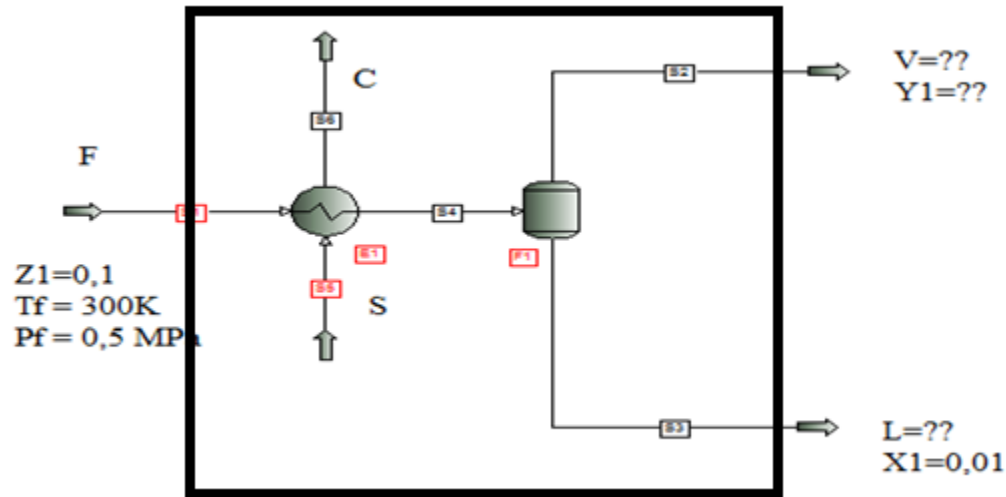 C
V=??
Y1=??
S2
S6
F
S4
E1
F1
Z1=0,1
Tf = 300K
Pf = 0,5 MPa
S5
S
S3
L=??
X1=0,01